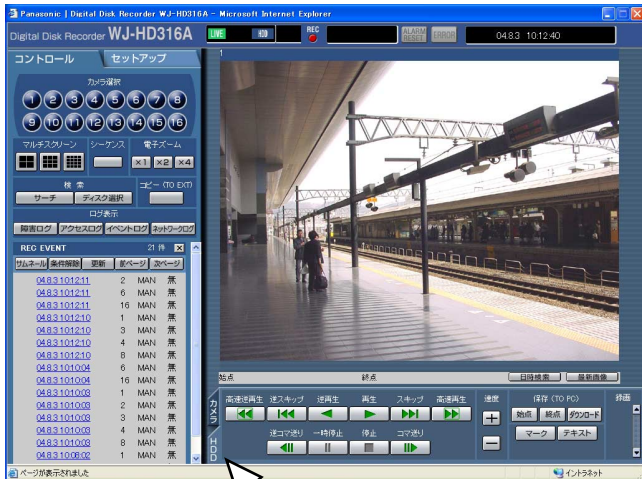 Panasonic | Digital Disk Recorder WJ-HD316A - Microsoft Internet Explorer
Digital Disk Recorder WJ-HD316A
LIVE HDD REC ALARM RESET ERROR 04.8.3 10:12:40
コントロール セットアップ
カメラ選択
1 2 3 4 5 6 7 8
9 10 11 12 13 14 15 16
マルチスクリーン シーケンス 電子ズーム
×1 ×2 ×4
検 索 コピー (TO EXT)
サーチ ディスク選択
ログ表示
障害ログ アクセスログ イベントログ ネットワークログ
REC EVENT 21 件
サムネール 条件解除 更新 前ページ 次ページ
04.8.3 10:12:11 2 MAN 無
04.8.3 10:12:11 6 MAN 無
04.8.3 10:12:11 16 MAN 無
04.8.3 10:12:10 1 MAN 無
04.8.3 10:12:10 3 MAN 無
04.8.3 10:12:10 4 MAN 無
04.8.3 10:12:10 8 MAN 無
04.8.3 10:10:04 6 MAN 無
04.8.3 10:10:04 16 MAN 無
04.8.3 10:10:03 1 MAN 無
04.8.3 10:10:03 2 MAN 無
04.8.3 10:10:03 3 MAN 無
04.8.3 10:10:03 4 MAN 無
04.8.3 10:10:03 8 MAN 無
04.8.3 10:08:02 1 MAN 無
1
始点 終点 日時検索 最新画像
カメラ
HDD
高速逆再生 逆スキップ 逆再生 再生 スキップ 高速再生 速度 保存 (TO PC) 録画
始点 終点 ダウンロード
逆コマ送り 一時停止 停止 コマ送り
マーク テキスト
ページが表示されました イントラネット